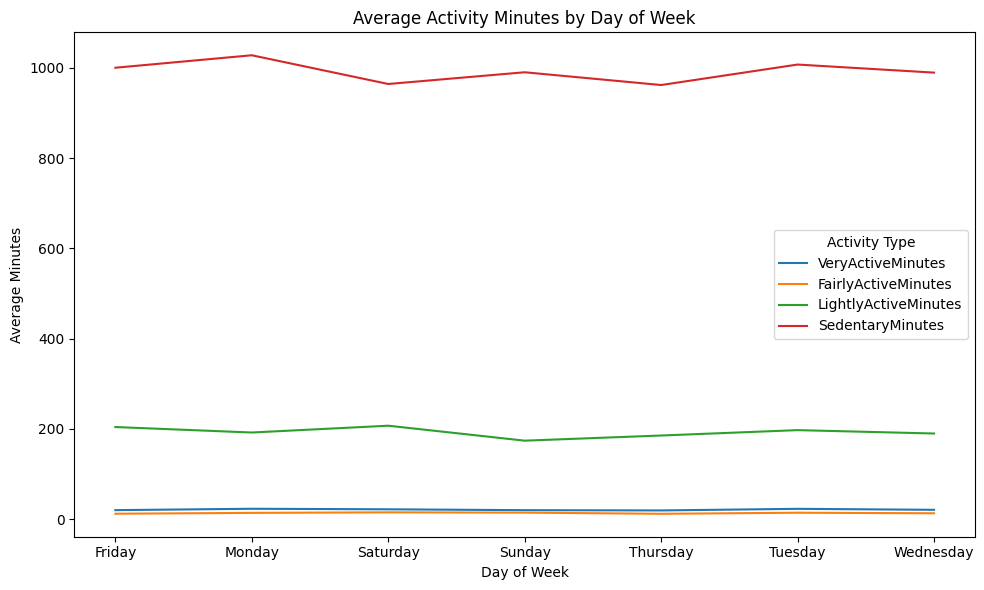 Average Activity Minutes by Day of Week
Average Minutes
1000
800
600
400
200
0
Activity Type
VeryActiveMinutes
FairlyActiveMinutes
LightlyActiveMinutes
SedentaryMinutes
Friday Monday Saturday Sunday Thursday Tuesday Wednesday
Day of Week